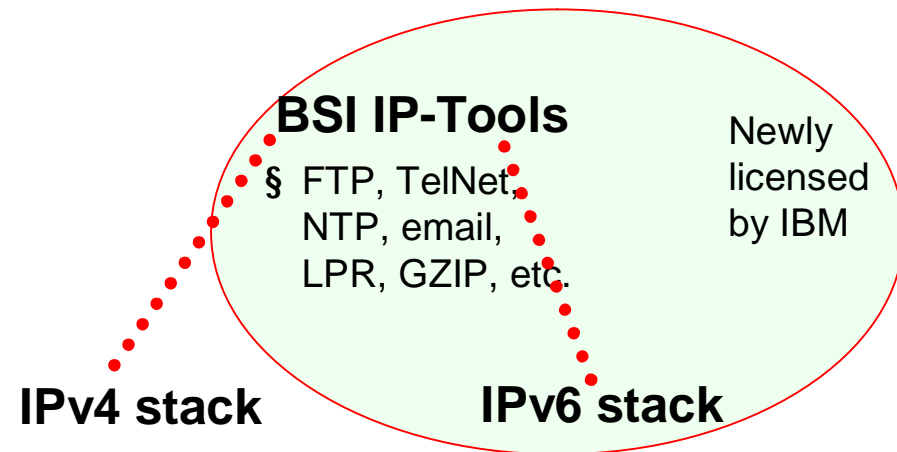 BSI IP-Tools
§ FTP, TelNet,
NTP, email,
LPR, GZIP, etc.
Newly
licensed
by IBM
IPv4 stack
IPv6 stack